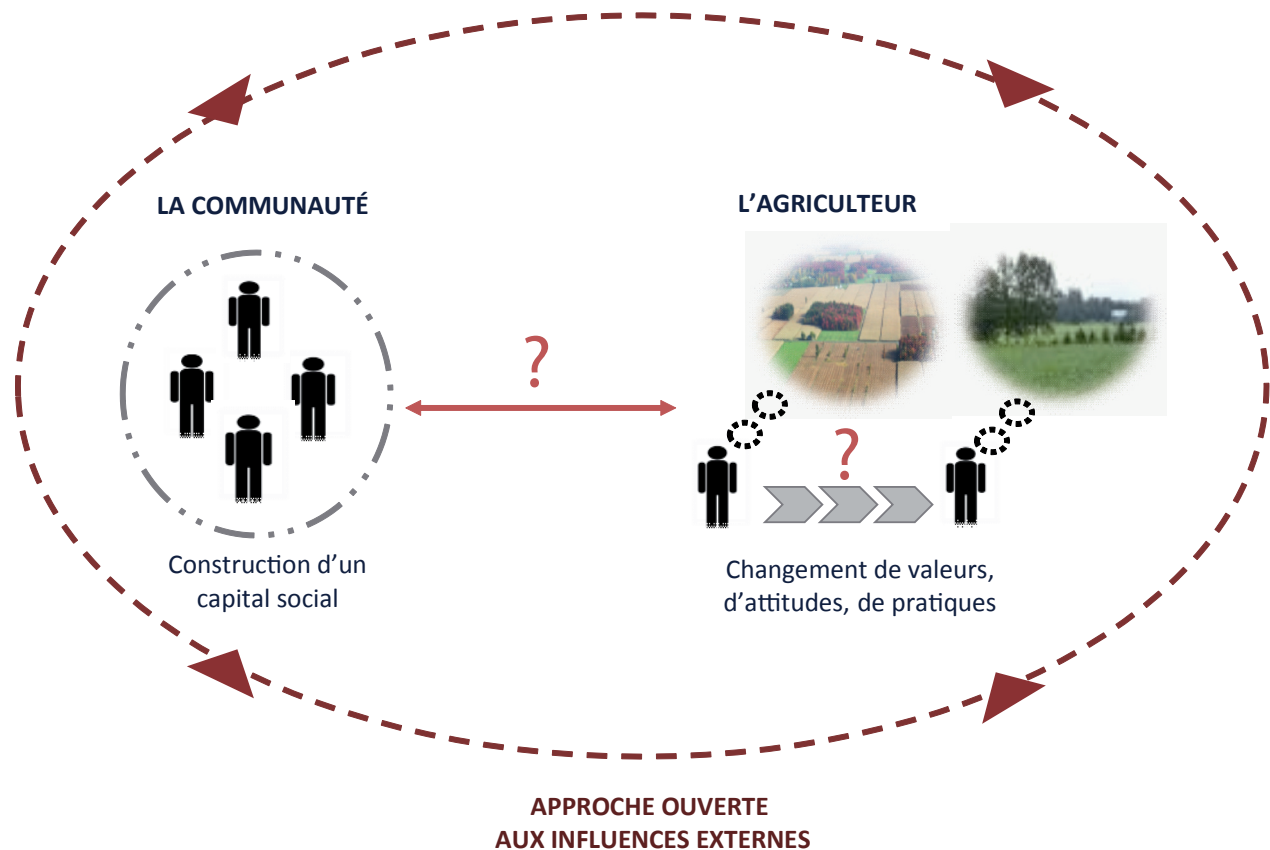 LA COMMUNAUTÉ
L’AGRICULTEUR
?
?
Construction d’un
capital social
Changement de valeurs,
d’attitudes, de pratiques
APPROCHE OUVERTE
AUX INFLUENCES EXTERNES